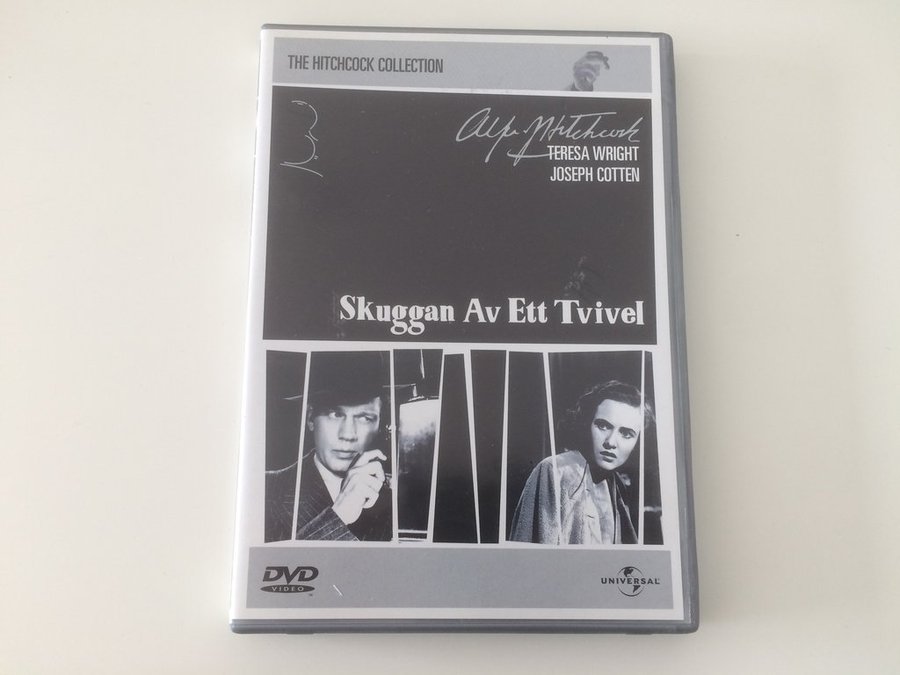 THE HITCHCOCK COLLECTION
Alfred Hitchcock
TERESA WRIGHT
JOSEPH COTTEN
Skuggan Av Ett Tvivel
DVD
VIDEO
UNIVERSAL